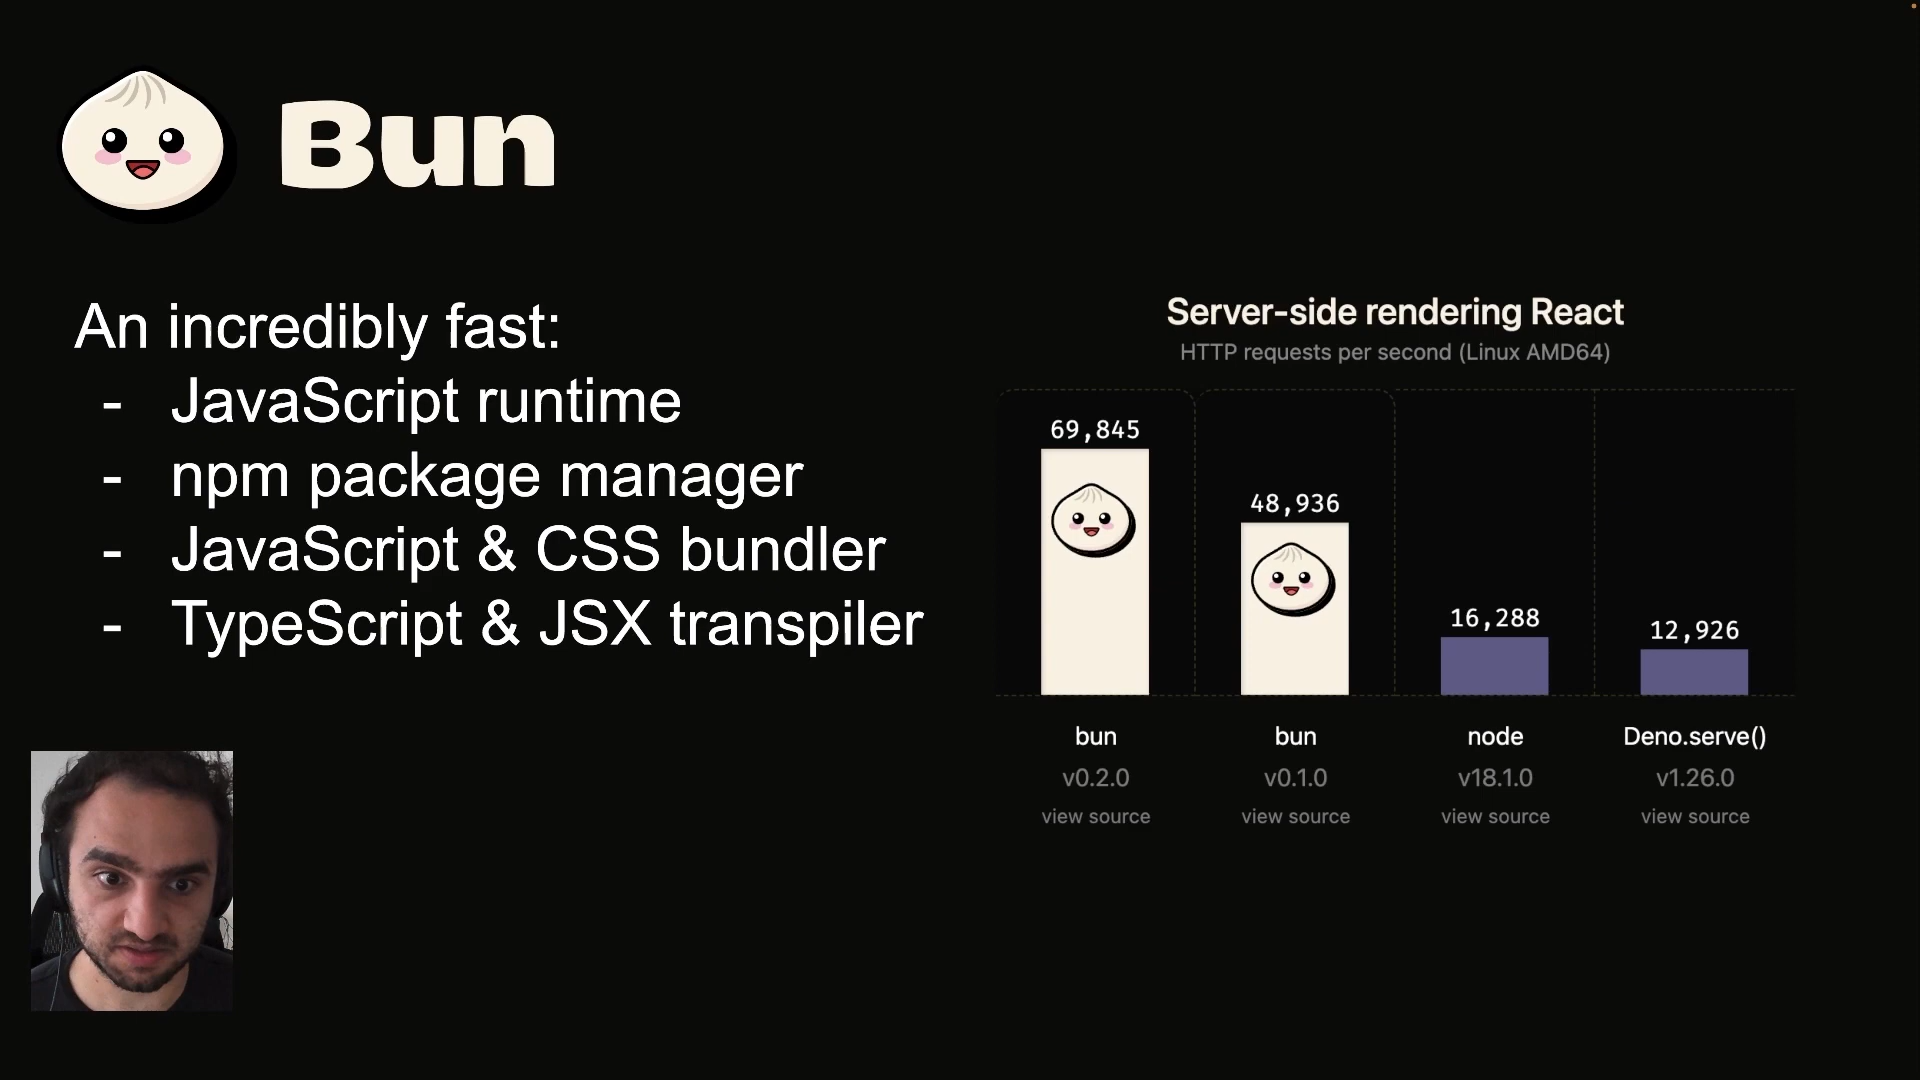 Bun
An incredibly fast:
- JavaScript runtime
- npm package manager
- JavaScript & CSS bundler
- TypeScript & JSX transpiler
Server-side rendering React
HTTP requests per second (Linux AMD64)
69,845
48,936
16,288
12,926
bun
bun
node
Deno.serve()
v0.2.0
v0.1.0
v18.1.0
v1.26.0
view source
view source
view source
view source